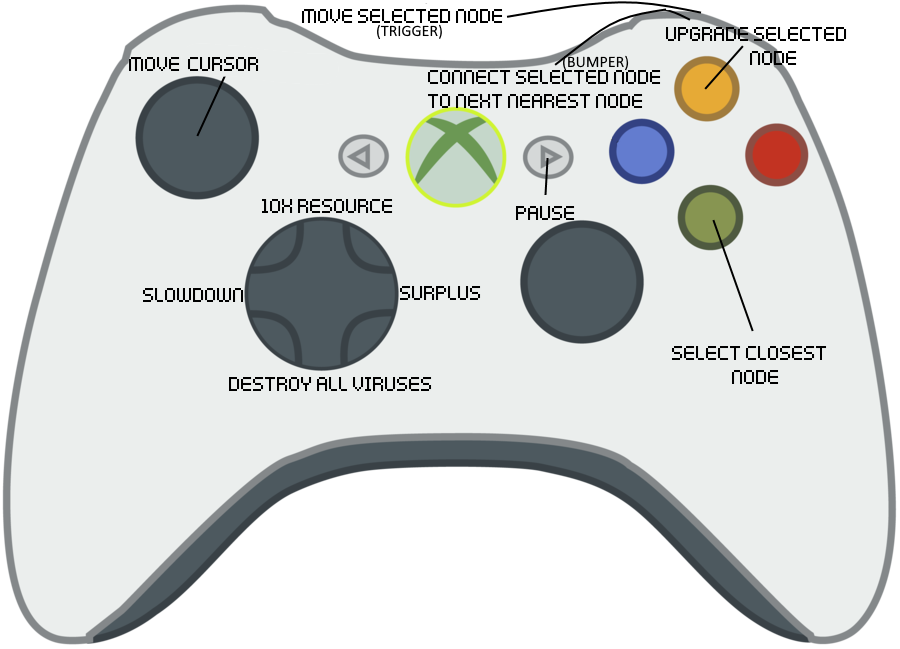 MOVE SELECTED NODE
(TRIGGER)
UPGRADE SELECTED
NODE
MOVE CURSOR
(BUMPER)
CONNECT SELECTED NODE
TO NEXT NEAREST NODE
10X RESOURCE
PAUSE
SLOWDOWN
SURPLUS
SELECT CLOSEST
NODE
DESTROY ALL VIRUSES